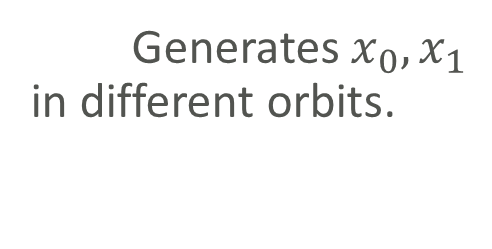 Generates x₀, x₁
in different orbits.